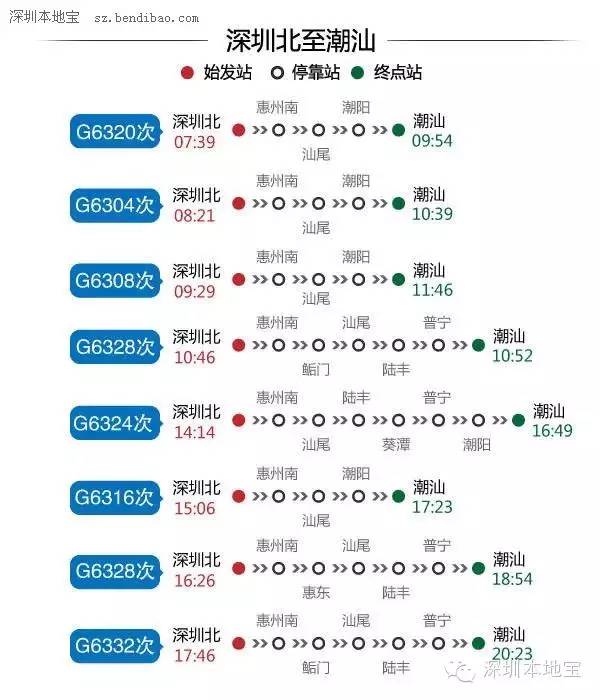 深圳本地宝 sz.bendibao.com
深圳北至潮汕
始发站 停靠站 终点站
惠州南 潮阳
G6320次 深圳北 潮汕
07:39 09:54
汕尾
惠州南 潮阳
G6304次 深圳北 潮汕
08:21 10:39
汕尾
惠州南 潮阳
G6308次 深圳北 潮汕
09:29 11:46
汕尾
惠州南 汕尾 普宁
G6328次 深圳北 潮汕
10:46 10:52
鲘门 陆丰
惠州南 陆丰 普宁
G6324次 深圳北 潮汕
14:14 16:49
汕尾 葵潭 潮阳
惠州南 潮阳
G6316次 深圳北 潮汕
15:06 17:23
汕尾
惠州南 汕尾 普宁
G6328次 深圳北 潮汕
16:26 18:54
惠东 陆丰
惠州南 汕尾 普宁
G6332次 深圳北 潮汕
17:46 20:23
鲘门 陆丰
深圳本地宝